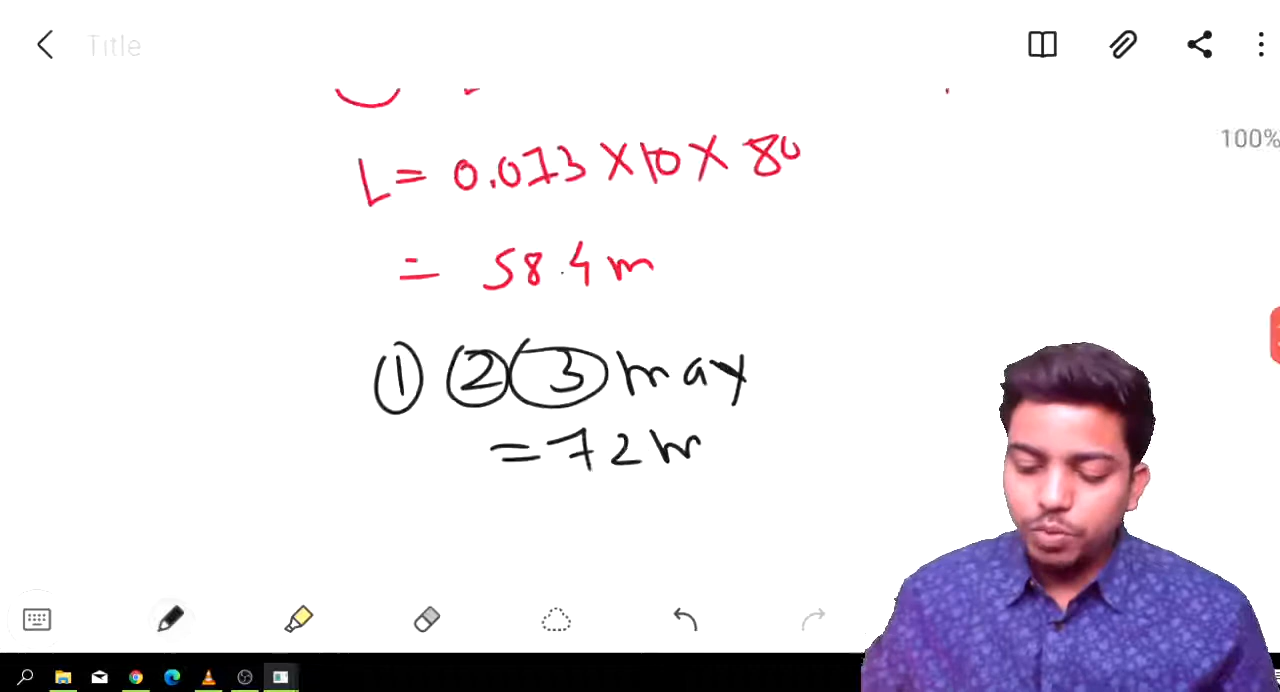 Title
100%
L = 0.073 × 10 × 80
= 58.4 m
① ② ③ max
= 72 m